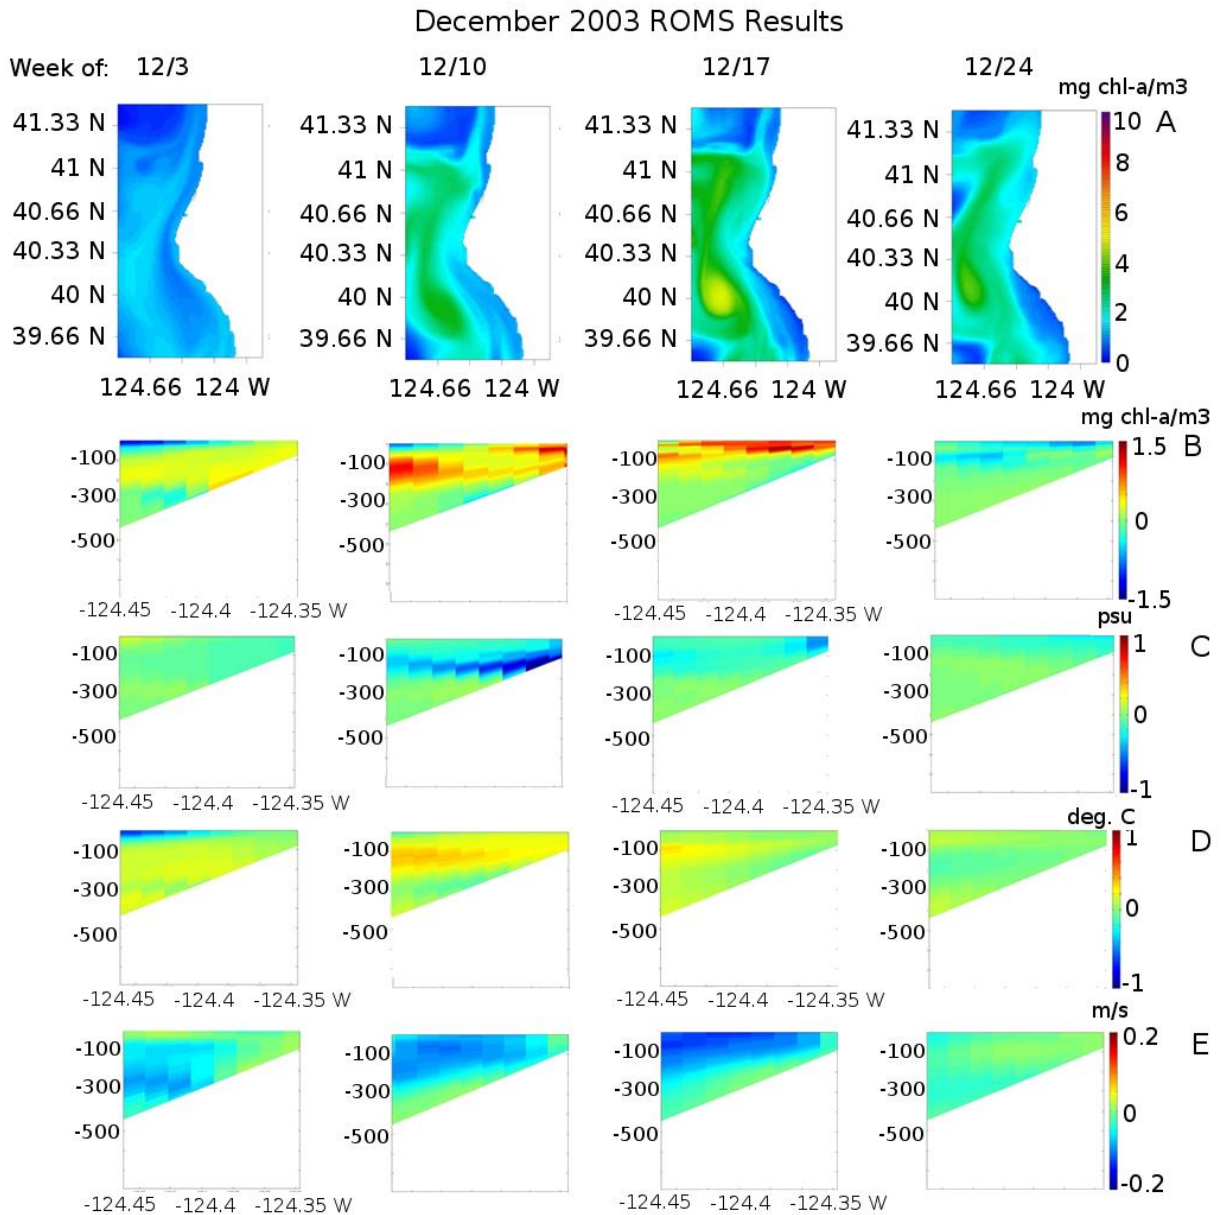 December 2003 ROMS Results
Week of: 12/3 12/10 12/17 12/24
mg chl-a/m3
41.33 N 41.33 N 41.33 N 41.33 N 10 A
41 N 41 N 41 N 41 N 8
40.66 N 40.66 N 40.66 N 40.66 N 6
40.33 N 40.33 N 40.33 N 40.33 N 4
40 N 40 N 40 N 40 N 2
39.66 N 39.66 N 39.66 N 39.66 N 0
124.66 124 W 124.66 124 W 124.66 124 W 124.66 124 W
mg chl-a/m3
-100 -100 -100 -100 1.5 B
-300 -300 -300 -300 0
-500 -500 -500 -500
-1.5
-124.45 -124.4 -124.35 W -124.45 -124.4 -124.35 W
psu
-100 -100 -100 -100 1 C
-300 -300 -300 -300 0
-500 -500 -500 -500
-1
-124.45 -124.4 -124.35 W -124.45 -124.4 -124.35 W
deg. C
-100 -100 -100 -100 1 D
-300 -300 -300 -300 0
-500 -500 -500 -500
-1
-124.45 -124.4 -124.35 W -124.45 -124.4 -124.35 W
m/s
-100 -100 -100 -100 0.2 E
-300 -300 -300 -300 0
-500 -500 -500 -500
-0.2
-124.45 -124.4 -124.35 W -124.45 -124.4 -124.35 W